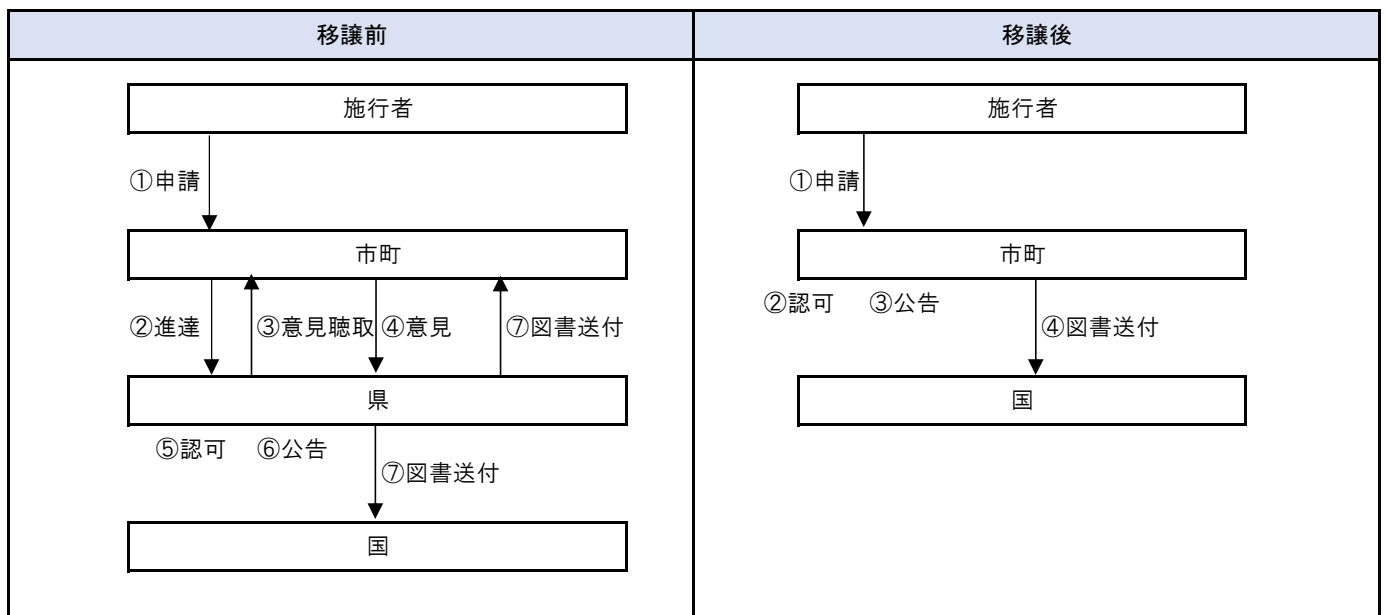 移譲前
移譲後
施行者
①申請
市町
②進達
③意見聴取
④意見
⑦図書送付
県
⑤認可
⑥公告
⑦図書送付
国
施行者
①申請
市町
②認可
③公告
④図書送付
国